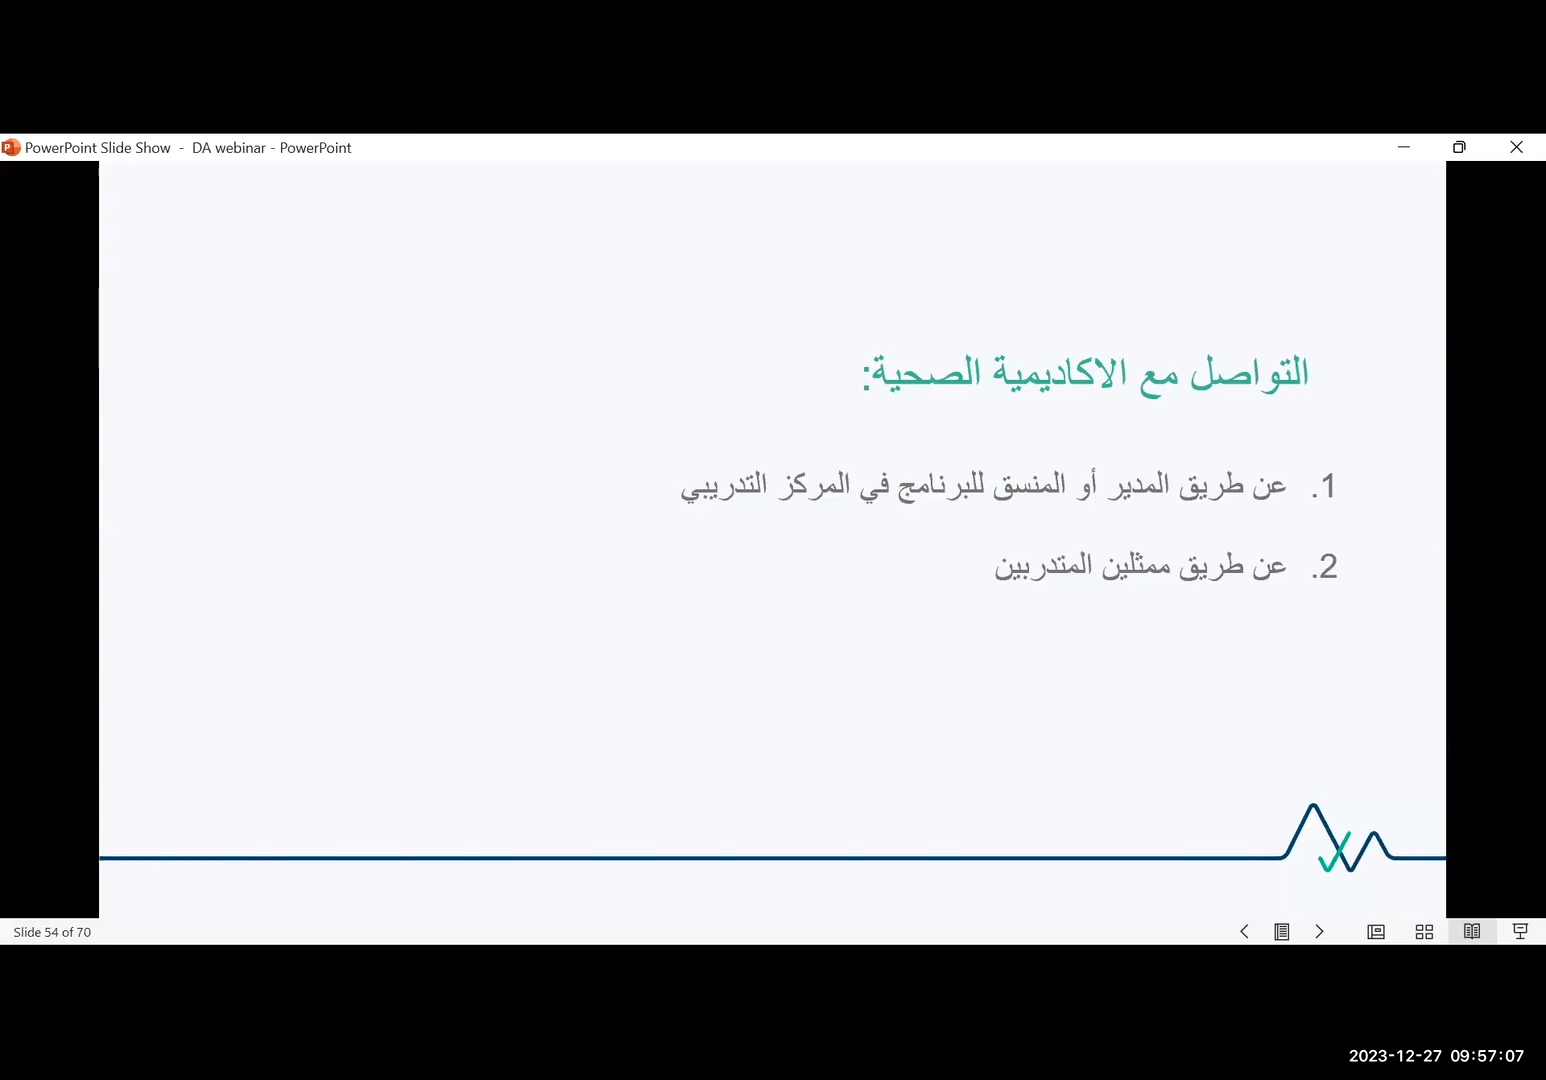 PowerPoint Slide Show - DA webinar - PowerPoint
التواصل مع الاكاديمية الصحية:
1. عن طريق المدير أو المنسق للبرنامج في المركز التدريبي
2. عن طريق ممثلين المتدربين
Slide 54 of 70
2023-12-27 09:57:07